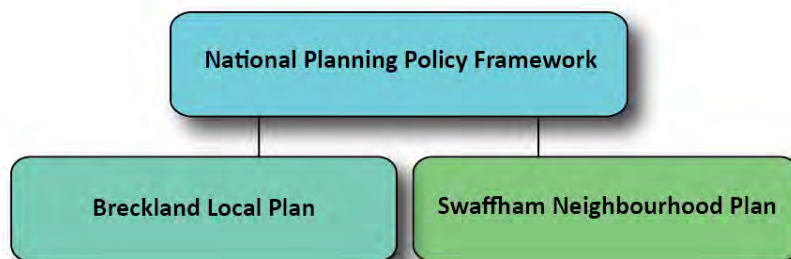 National Planning Policy Framework
Breckland Local Plan
Swaffham Neighbourhood Plan